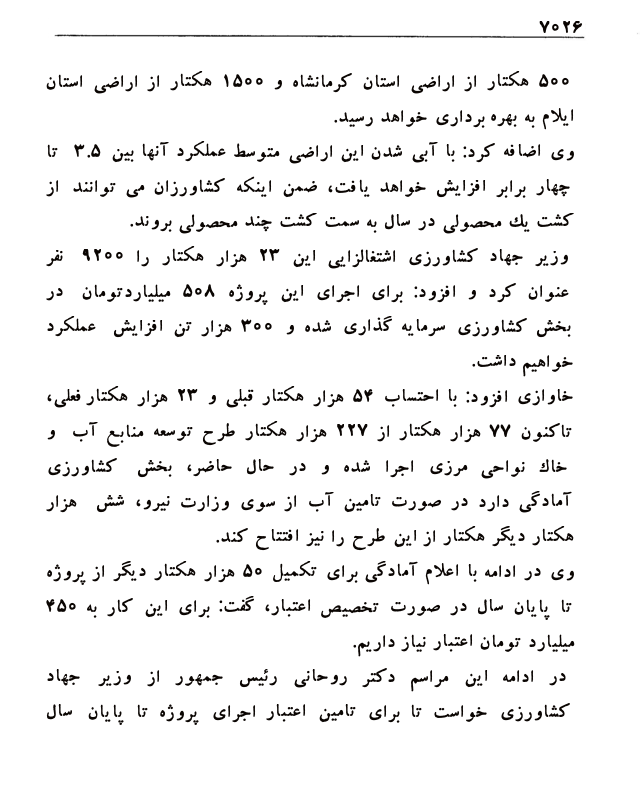 ۷۰۲۶
۵۰۰ هکتار از اراضی استان کرمانشاه و ۱۵۰۰ هکتار از اراضی استان
ایلام به بهره برداری خواهد رسید.
وی اضافه کرد: با آبی شدن این اراضی متوسط عملکرد آنها بین ۳.۵ تا
چهار برابر افزایش خواهد یافت، ضمن اینکه کشاورزان می توانند از
کشت یك محصولی در سال به سمت کشت چند محصولی بروند.
وزیر جهاد کشاورزی اشتغالزایی این ۲۳ هزار هکتار را ۹۲۰۰ نفر
عنوان کرد و افزود: برای اجرای این پروژه ۵۰۸ میلیاردتومان در
بخش کشاورزی سرمایه گذاری شده و ۳۰۰ هزار تن افزایش عملکرد
خواهیم داشت.
خاوازی افزود: با احتساب ۵۴ هزار هکتار قبلی و ۲۳ هزار هکتار فعلی،
تاکنون ۷۷ هزار هکتار از ۲۲۷ هزار هکتار طرح توسعه منابع آب و
خاك نواحی مرزی اجرا شده و در حال حاضر، بخش کشاورزی
آمادگی دارد در صورت تامین آب از سوی وزارت نیرو، شش هزار
هکتار دیگر هکتار از این طرح را نیز افتتاح کند.
وی در ادامه با اعلام آمادگی برای تکمیل ۵۰ هزار هکتار دیگر از پروژه
تا پایان سال در صورت تخصیص اعتبار، گفت: برای این کار به ۴۵۰
میلیارد تومان اعتبار نیاز داریم.
در ادامه این مراسم دکتر روحانی رئیس جمهور از وزیر جهاد
کشاورزی خواست تا برای تامین اعتبار اجرای پروژه تا پایان سال